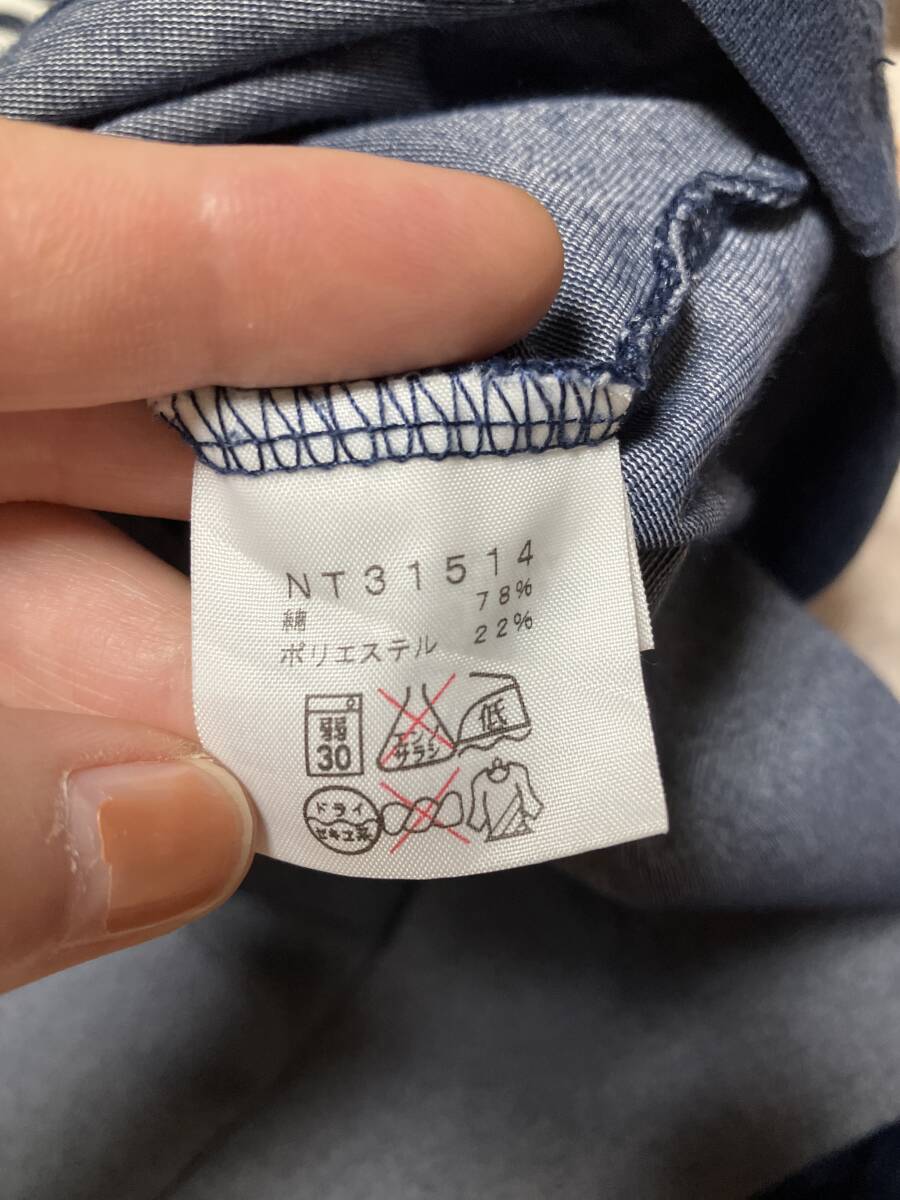 NT31514
綿 78%
ポリエステル 22%
弱
30
エンソ
サラシ
低
ドライ
セキユ系